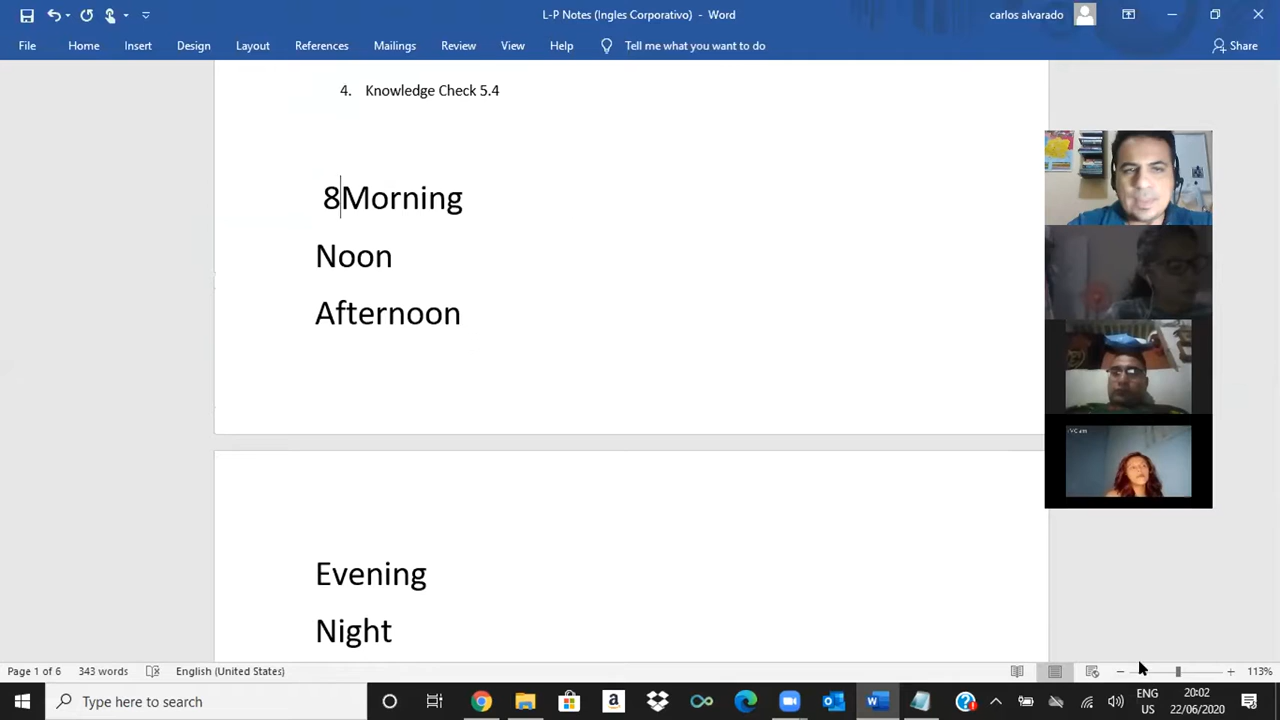 L-P Notes (Ingles Corporativo) - Word
carlos alvarado
File Home Insert Design Layout References Mailings Review View Help Tell me what you want to do Share
4. Knowledge Check 5.4
8Morning
Noon
Afternoon
Evening
Night
Page 1 of 6 343 words English (United States) 113%
Type here to search
ENG
US
20:02
22/06/2020